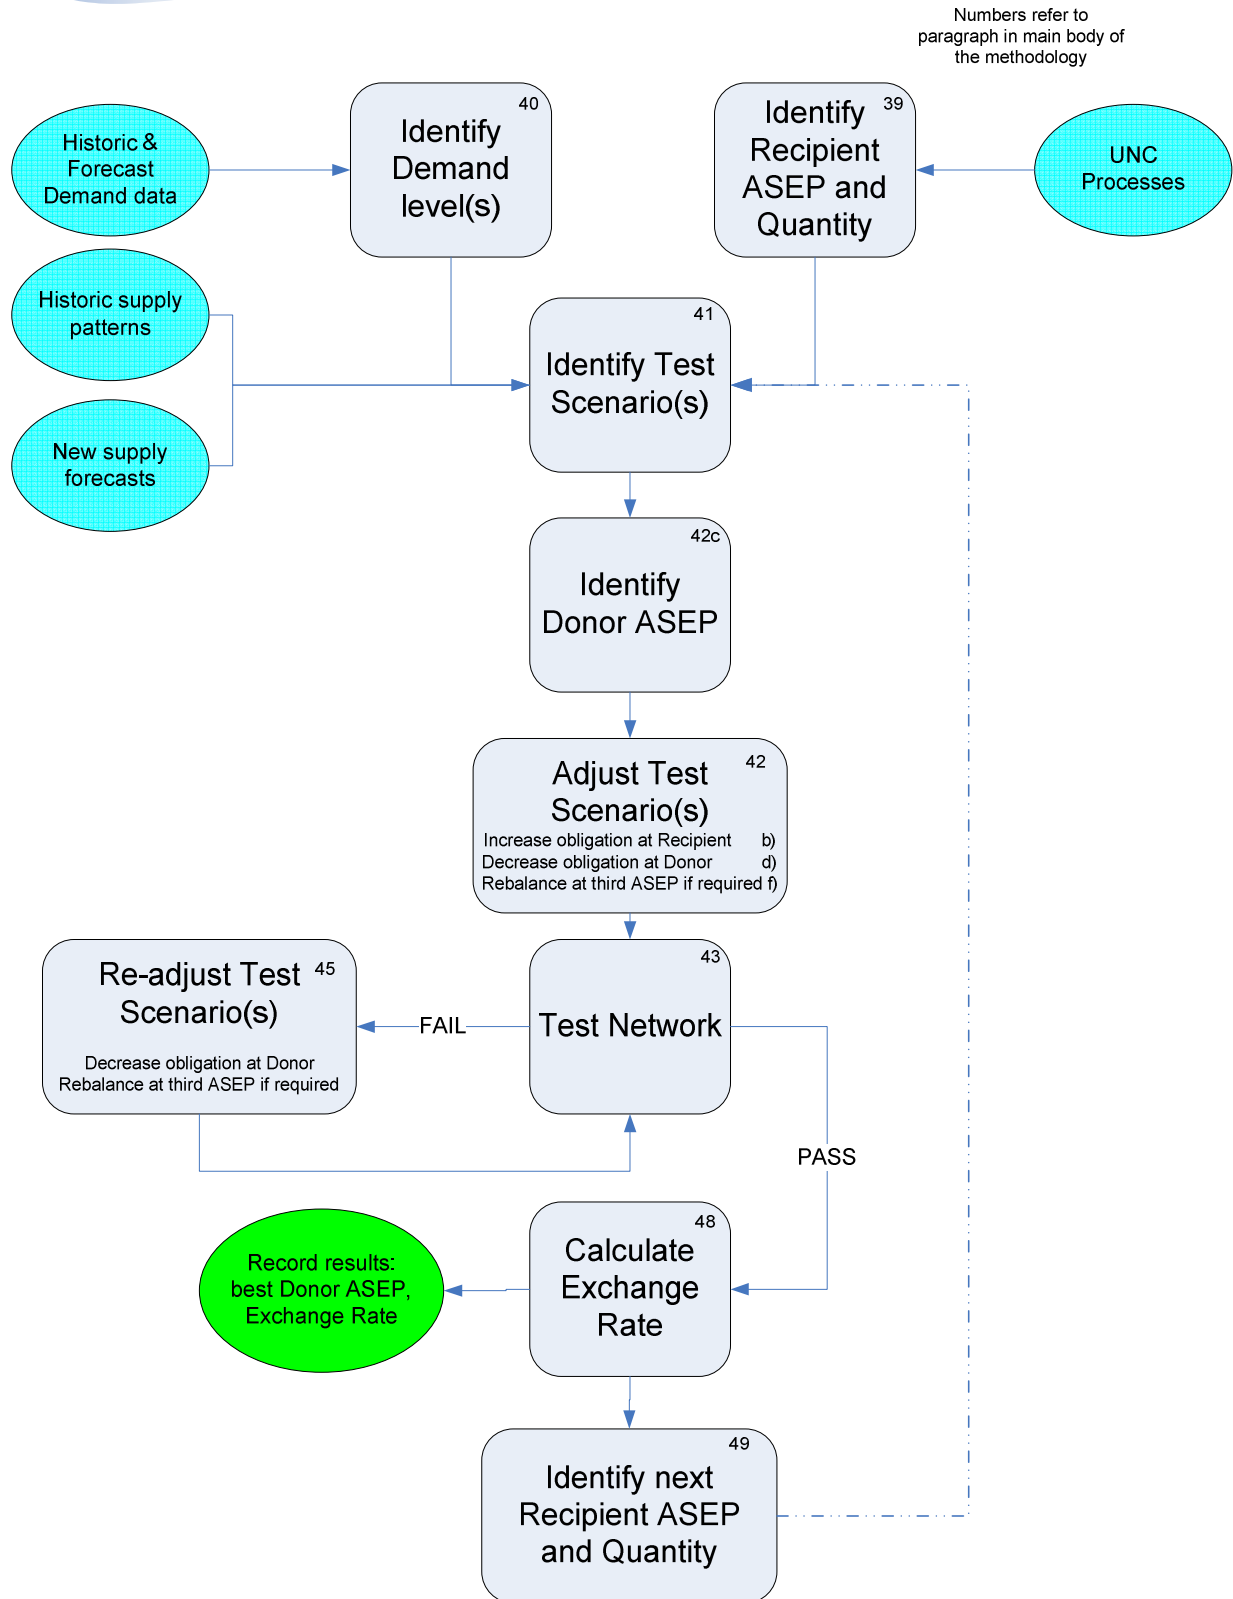 Numbers refer to
paragraph in main body of
the methodology
40
Identify
Demand
level(s)
39
Identify
Recipient
ASEP and
Quantity
Historic &
Forecast
Demand data
UNC
Processes
Historic supply
patterns
41
Identify Test
Scenario(s)
New supply
forecasts
42c
Identify
Donor ASEP
42
Adjust Test
Scenario(s)
Increase obligation at Recipient b)
Decrease obligation at Donor d)
Rebalance at third ASEP if required f)
45
Re-adjust Test
Scenario(s)
Decrease obligation at Donor
Rebalance at third ASEP if required
FAIL
43
Test Network
PASS
48
Calculate
Exchange
Rate
Record results:
best Donor ASEP,
Exchange Rate
49
Identify next
Recipient ASEP
and Quantity